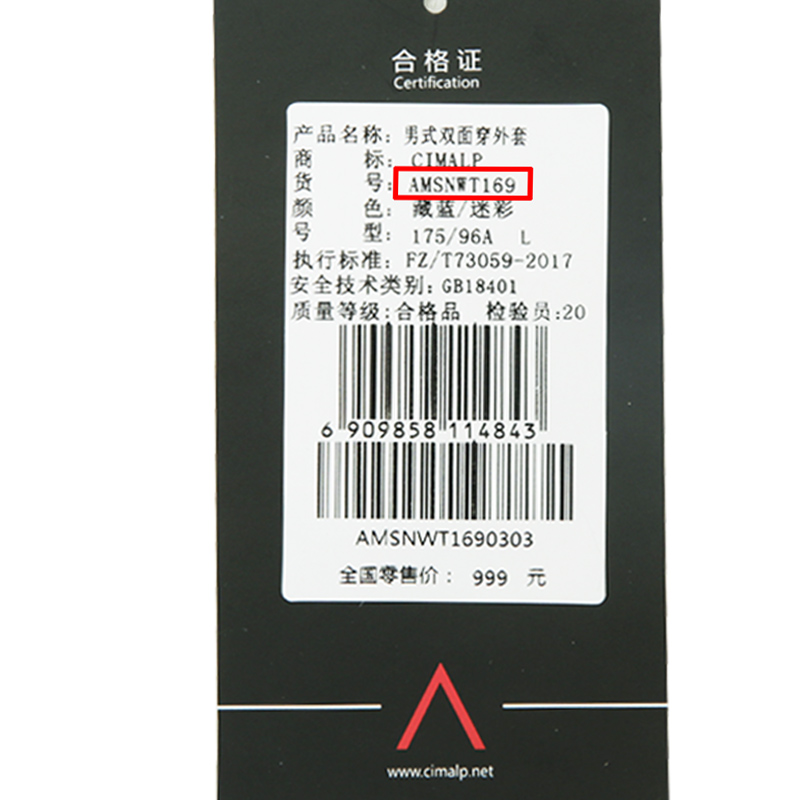 合格证
Certification
产品名称：男式双面穿外套
商 标：CIMALP
货 号：AMSNWT169
颜 色：藏蓝/迷彩
号 型：175/96A L
执行标准：FZ/T73059-2017
安全技术类别：GB18401
质量等级：合格品 检验员：20
6 909858 114843
AMSNWT1690303
全国零售价： 999 元
www.cimalp.net